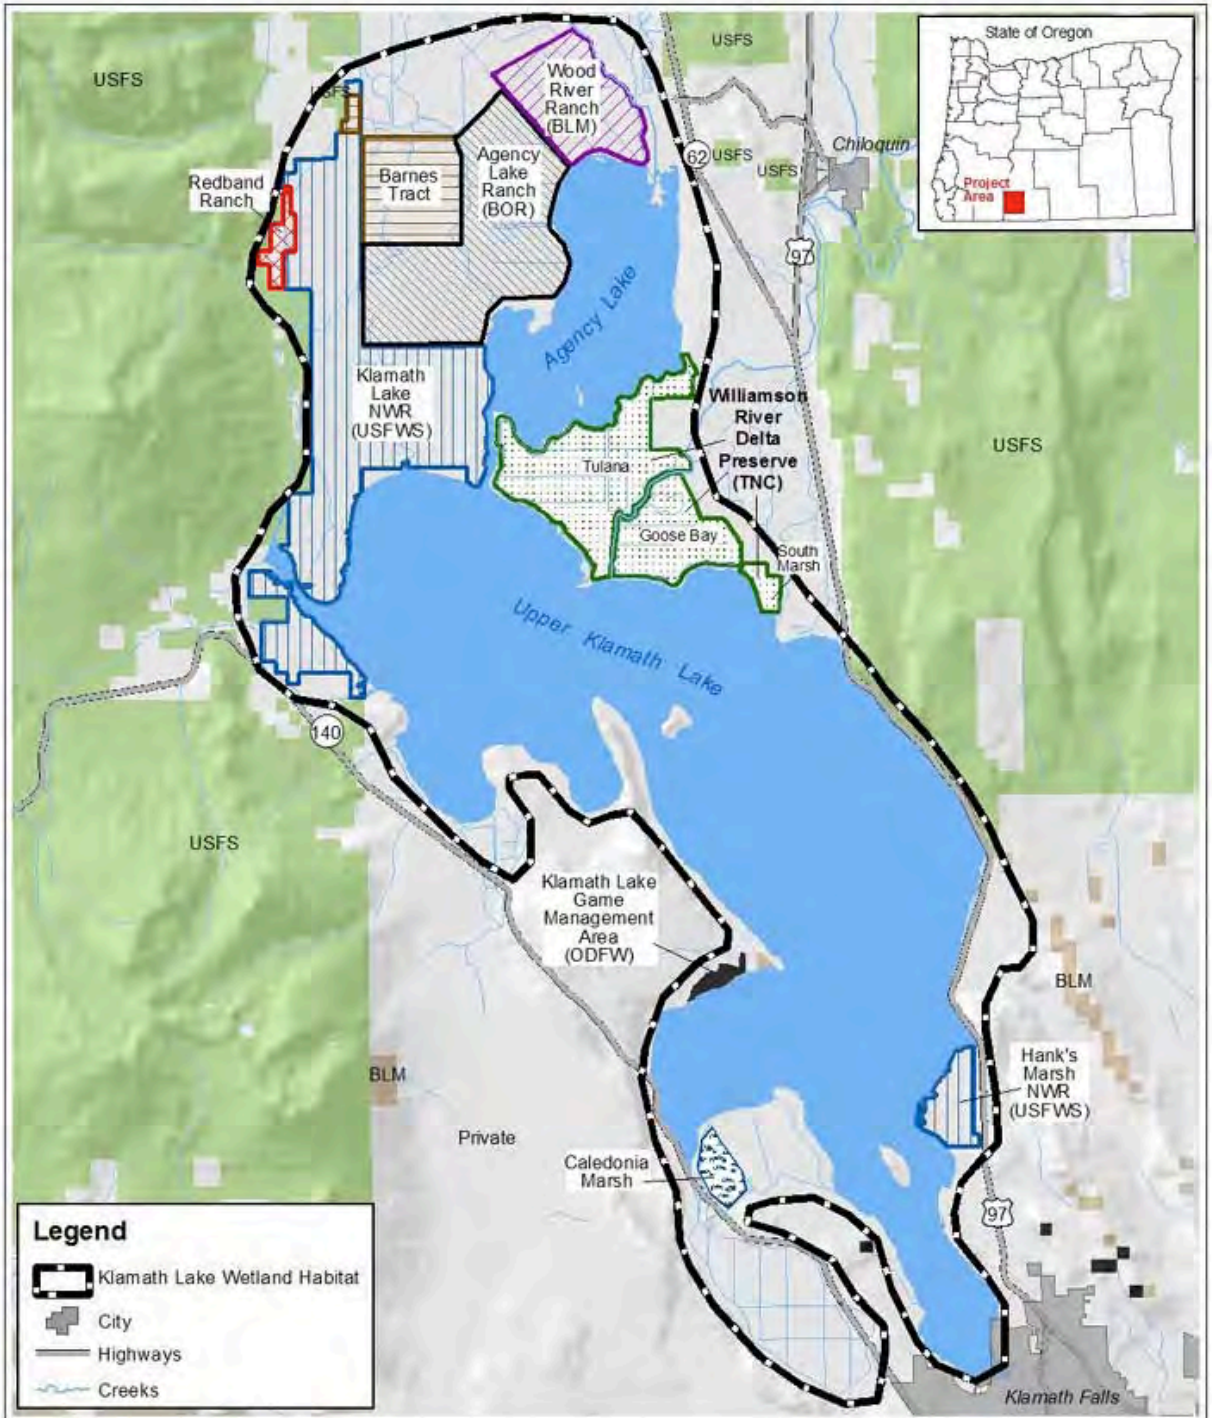 USFS
USFS
State of Oregon
Project
Area
Wood
River
Ranch
(BLM)
USFS
62
USFS
USFS
Chiloquin
Agency
Lake
Ranch
(BOR)
Barnes
Tract
Redband
Ranch
97
Agency Lake
Klamath
Lake
NWR
(USFWS)
Williamson
River
Delta
Preserve
(TNC)
Tulana
Goose Bay
South
Marsh
USFS
Upper Klamath Lake
140
USFS
Klamath Lake
Game
Management
Area
(ODFW)
BLM
BLM
Hank's
Marsh
NWR
(USFWS)
Private
Caledonia
Marsh
97
Klamath Falls
Legend
Klamath Lake Wetland Habitat
City
Highways
Creeks